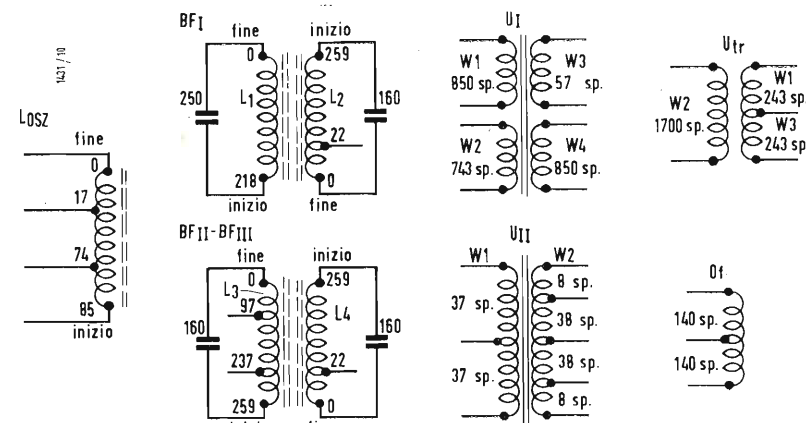 1431 / 10
LOSZ
fine
0
17
74
85
inizio
BFI
fine
inizio
0
259
250
L1
L2
160
22
218
0
inizio
fine
BFII-BFIII
fine
inizio
0
259
L3
97
L4
160
160
237
22
259
0
UI
W1
850 sp.
W3
57 sp.
W2
743 sp.
W4
850 sp.
UII
W1
W2
8 sp.
37 sp.
38 sp.
38 sp.
37 sp.
8 sp.
Utr
W2
1700 sp.
W1
243 sp.
W3
243 sp
Of
140 sp.
140 sp.